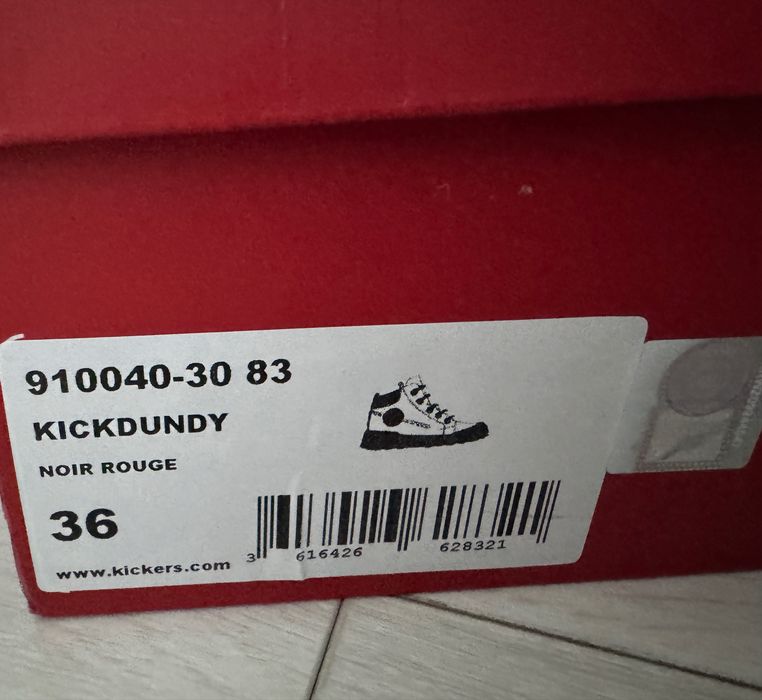 910040-30 83
KICKDUNDY
NOIR ROUGE
36
3 616426 628321
www.kickers.com